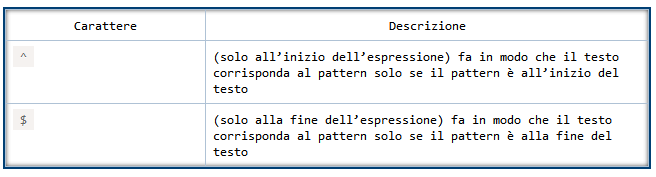 Carattere Descrizione
^ (solo all’inizio dell’espressione) fa in modo che il testo
corrisponda al pattern solo se il pattern è all’inizio del
testo
$ (solo alla fine dell’espressione) fa in modo che il testo
corrisponda al pattern solo se il pattern è alla fine del
testo